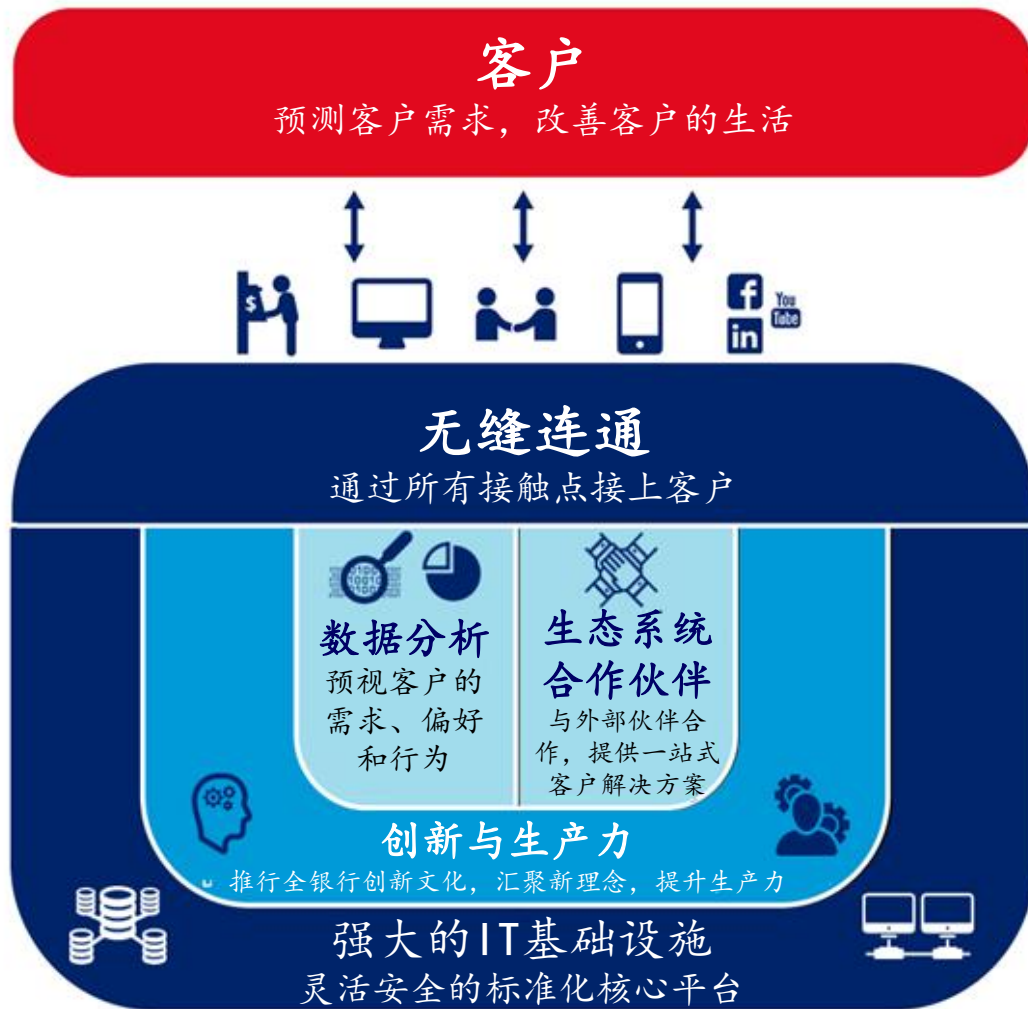 客户
预测客户需求，改善客户的生活
$
f
in
You
Tube
无缝连通
通过所有接触点接上客户
数据分析
预视客户的
需求、偏好
和行为
生态系统
合作伙伴
与外部伙伴合
作，提供一站式
客户解决方案
创新与生产力
推行全银行创新文化，汇聚新理念，提升生产力
强大的IT基础设施
灵活安全的标准化核心平台